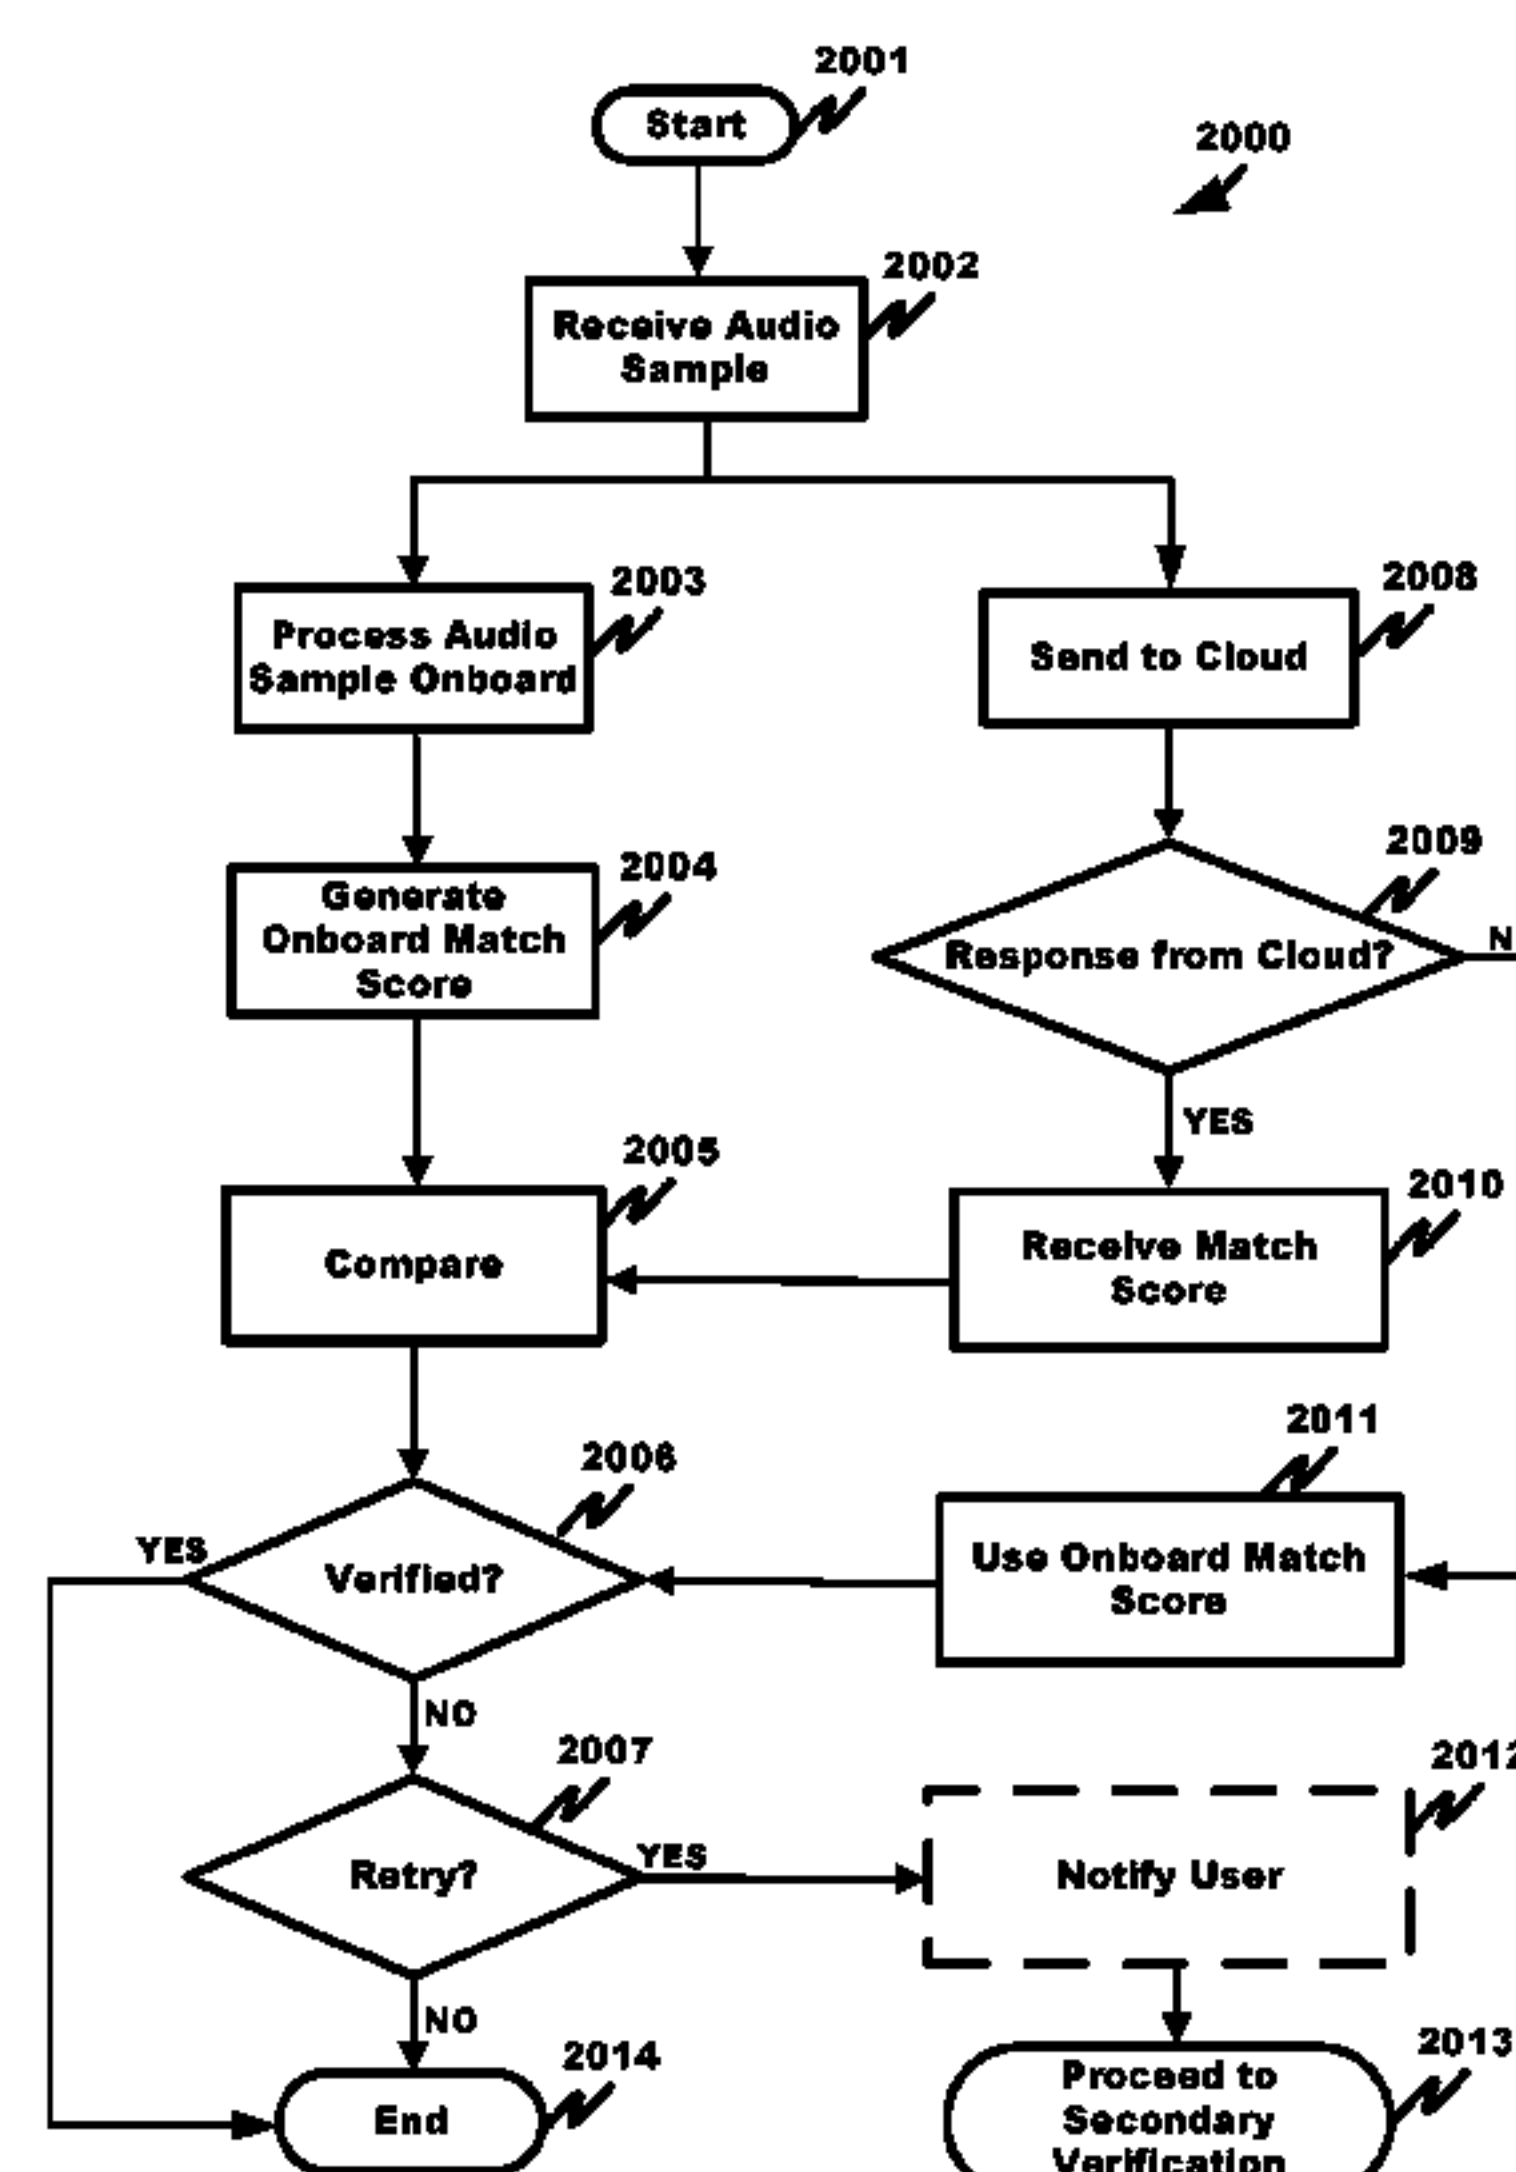 2001
Start
2000
2002
Receive Audio
Sample
2003
Process Audio
Sample Onboard
2008
Send to Cloud
2004
Generate
Onboard Match
Score
2009
Response from Cloud?
N
YES
2005
Compare
2010
Receive Match
Score
2006
YES
Verified?
NO
2011
Use Onboard Match
Score
2007
Retry?
YES
NO
2012
Notify User
2014
End
2013
Proceed to
Secondary
Verification